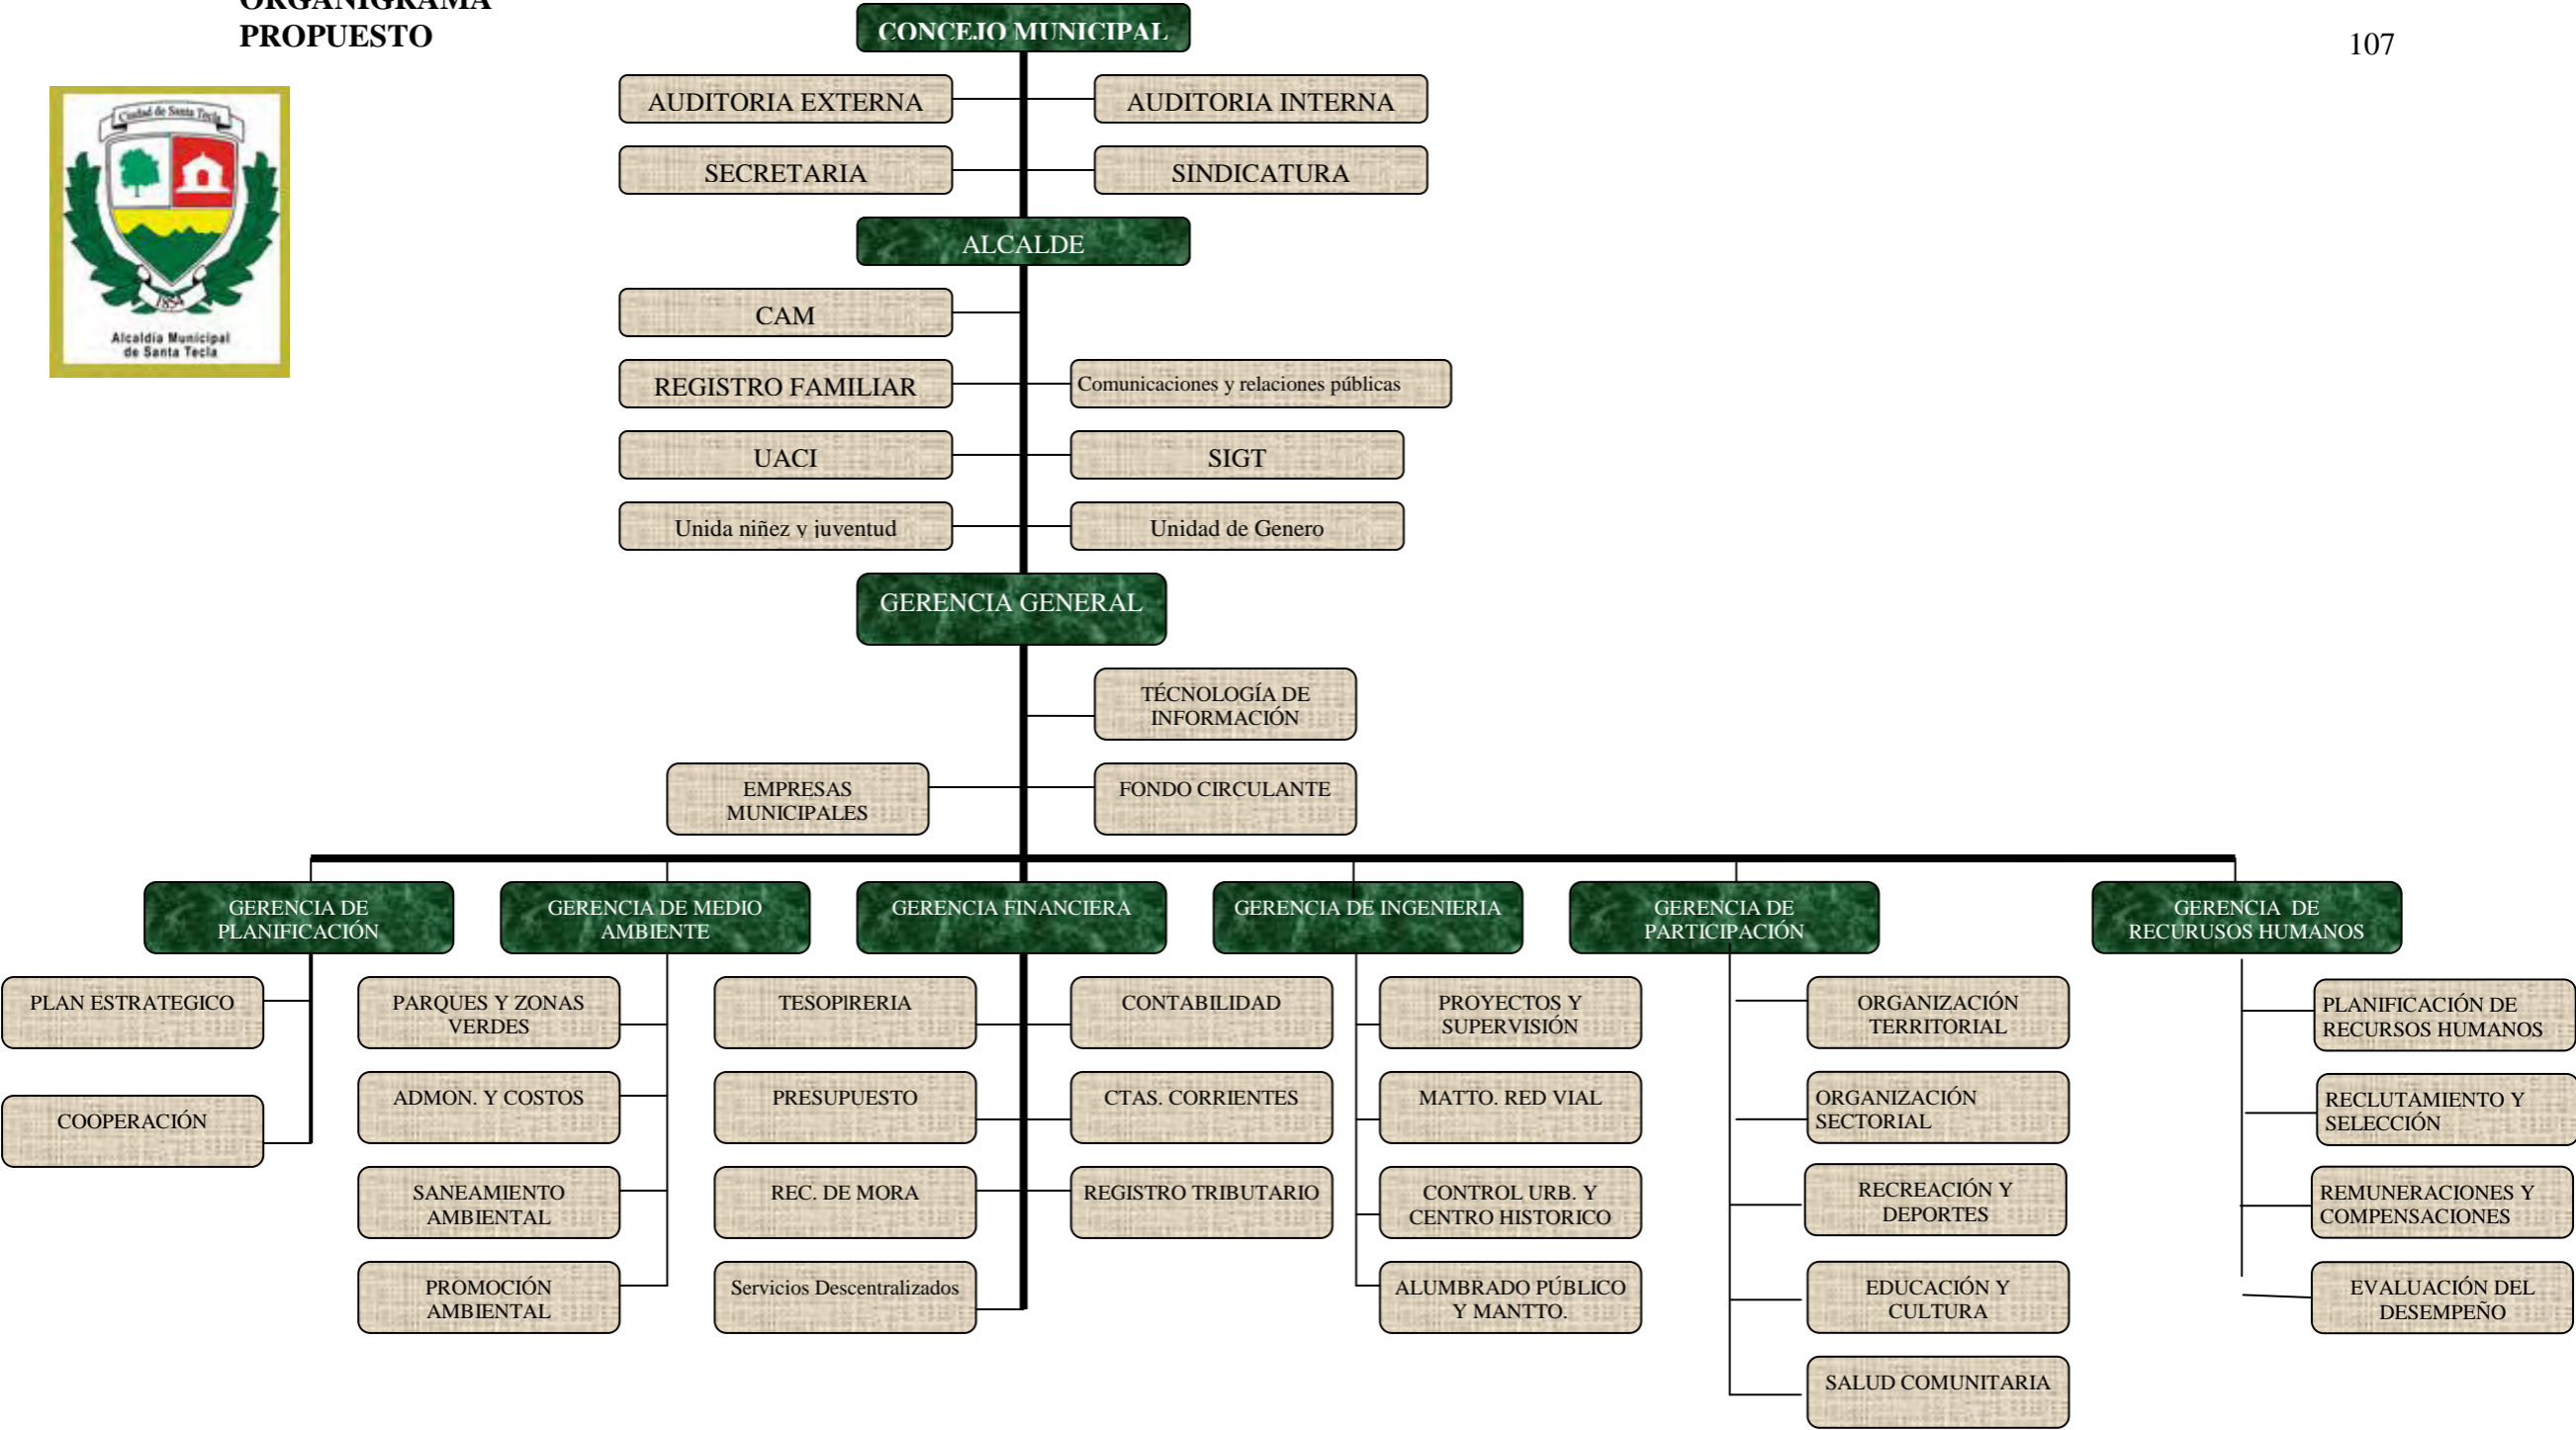 ORGANIGRAMA
PROPUESTO
107
Ciudad de Santa Tecla
1854
Alcaldía Municipal
de Santa Tecla
CONCEJO MUNICIPAL
AUDITORIA EXTERNA
AUDITORIA INTERNA
SECRETARIA
SINDICATURA
ALCALDE
CAM
REGISTRO FAMILIAR
Comunicaciones y relaciones públicas
UACI
SIGT
Unida niñez y juventud
Unidad de Genero
GERENCIA GENERAL
TÉCNOLOGÍA DE
INFORMACIÓN
EMPRESAS
MUNICIPALES
FONDO CIRCULANTE
GERENCIA DE
PLANIFICACIÓN
GERENCIA DE MEDIO
AMBIENTE
GERENCIA FINANCIERA
GERENCIA DE INGENIERIA
GERENCIA DE
PARTICIPACIÓN
GERENCIA DE
RECURUSOS HUMANOS
PLAN ESTRATEGICO
COOPERACIÓN
PARQUES Y ZONAS
VERDES
ADMON. Y COSTOS
SANEAMIENTO
AMBIENTAL
PROMOCIÓN
AMBIENTAL
TESOPIRERIA
PRESUPUESTO
REC. DE MORA
Servicios Descentralizados
CONTABILIDAD
CTAS. CORRIENTES
REGISTRO TRIBUTARIO
PROYECTOS Y
SUPERVISIÓN
MATTO. RED VIAL
CONTROL URB. Y
CENTRO HISTORICO
ALUMBRADO PÚBLICO
Y MANTTO.
ORGANIZACIÓN
TERRITORIAL
ORGANIZACIÓN
SECTORIAL
RECREACIÓN Y
DEPORTES
EDUCACIÓN Y
CULTURA
SALUD COMUNITARIA
PLANIFICACIÓN DE
RECURSOS HUMANOS
RECLUTAMIENTO Y
SELECCIÓN
REMUNERACIONES Y
COMPENSACIONES
EVALUACIÓN DEL
DESEMPEÑO